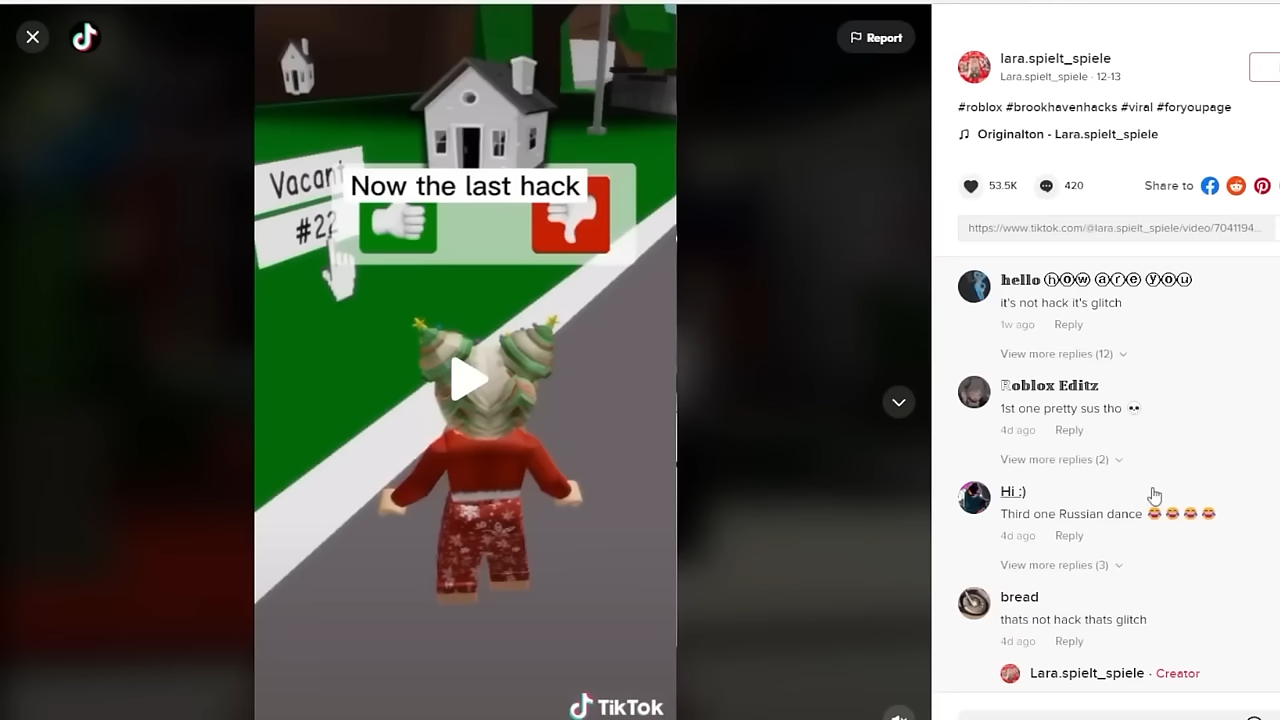 Report
Vacant
#22
Now the last hack
TikTok
lara.spielt_spiele
Lara.spielt_spiele · 12-13
#roblox #brookhavenhacks #viral #foryoupage
Originalton - Lara.spielt_spiele
53.5K
420
Share to
https://www.tiktok.com/@lara.spielt_spiele/video/7041194...
𝕙𝕖𝕝𝕝𝕠 ⓗⓞⓦ ⓐⓡⓔ ⓨⓞⓤ
it's not hack it's glitch
1w ago Reply
View more replies (12)
ℝ𝕠𝕓𝕝𝕠𝕩 𝔼𝕕𝕚𝕥𝕫
1st one pretty sus tho 💀
4d ago Reply
View more replies (2)
Hi :)
Third one Russian dance 😂😂😂😂
4d ago Reply
View more replies (3)
bread
thats not hack thats glitch
4d ago Reply
Lara.spielt_spiele · Creator